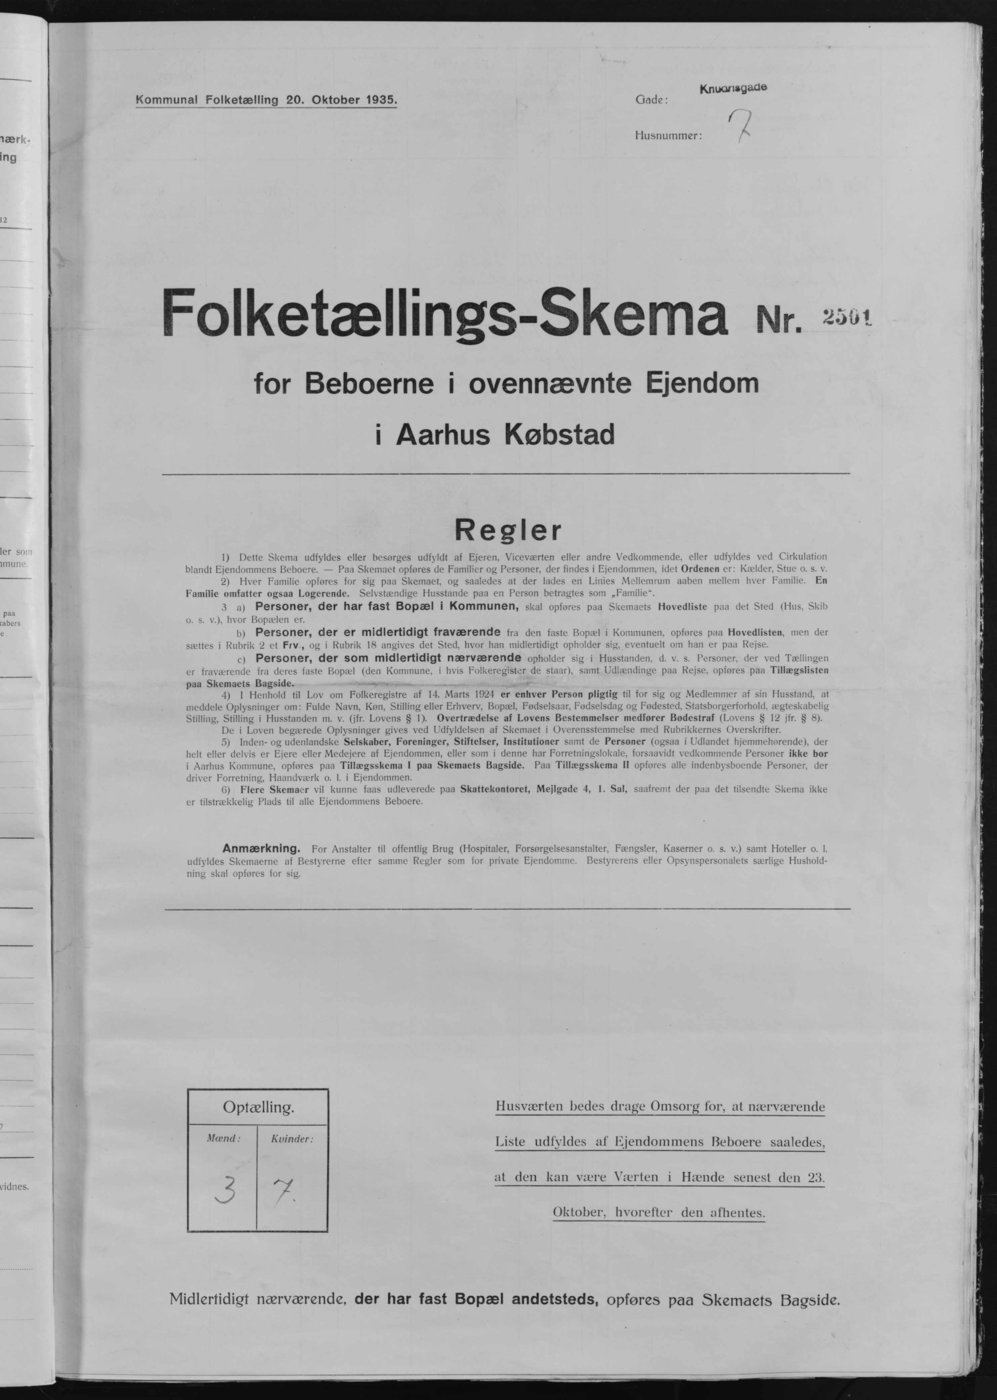 Kommunal Folketælling 20. Oktober 1935.
Gade: Knudrisgade
Husnummer: 7
Folketællings-Skema Nr. 2501
for Beboerne i ovennævnte Ejendom
i Aarhus Købstad
Regler
1) Dette Skema udfyldes eller besørges udfyldt af Ejeren, Viceværten eller andre Vedkommende, eller udfyldes ved Cirkulation
blandt Ejendommens Beboere. — Paa Skemaet opføres de Familier og Personer, der findes i Ejendommen, idet Ordenen er: Kælder, Stue o. s. v.
2) Hver Familie opføres for sig paa Skemaet, og saaledes at der lades en Linies Mellemrum aaben mellem hver Familie. En
Familie omfatter ogsaa Logerende. Selvstændige Husstande paa en Person betragtes som „Familie“.
3 a) Personer, der har fast Bopæl i Kommunen, skal opføres paa Skemaets Hovedliste paa det Sted (Hus, Skib
o. s. v.), hvor Bopælen er.
b) Personer, der er midlertidigt fraværende fra den faste Bopæl i Kommunen, opføres paa Hovedlisten, men der
sættes i Rubrik 2 et Frv., og i Rubrik 18 angives det Sted, hvor han midlertidigt opholder sig, eventuelt om han er paa Rejse.
c) Personer, der som midlertidigt nærværende opholder sig i Husstanden, d. v. s. Personer, der ved Tællingen
er fraværende fra deres faste Bopæl (den Kommune, i hvis Folkeregister de staar), samt Udlændinge paa Rejse, opføres paa Tillægslisten
paa Skemaets Bagside.
4) I Henhold til Lov om Folkeregistre af 14. Marts 1924 er enhver Person pligtig til for sig og Medlemmer af sin Husstand, at
meddele Oplysninger om: Fulde Navn, Køn, Stilling eller Erhverv, Bopæl, Fødselsaar, Fødselsdag og Fødested, Statsborgerforhold, ægteskabelig
Stilling, Stilling i Husstanden m. v. (jfr. Lovens § 1). Overtrædelse af Lovens Bestemmelser medfører Bødestraf (Lovens § 12 jfr. § 8).
De i Loven begærede Oplysninger gives ved Udfyldelsen af Skemaet i Overensstemmelse med Rubrikkernes Overskrifter.
5) Inden- og udenlandske Selskaber, Foreninger, Stiftelser, Institutioner samt de Personer (ogsaa i Udlandet hjemmehørende), der
helt eller delvis er Ejere eller Medejere af Ejendommen, eller som i denne har Forretningslokale, forsaavidt vedkommende Personer ikke bor
i Aarhus Kommune, opføres paa Tillægsskema I paa Skemaets Bagside. Paa Tillægsskema II opføres alle indenbysboende Personer, der
driver Forretning, Haandværk o. l. i Ejendommen.
6) Flere Skemaer vil kunne faas udleverede paa Skattekontoret, Mejlgade 4, 1. Sal, saafremt der paa det tilsendte Skema ikke
er tilstrækkelig Plads til alle Ejendommens Beboere.
Anmærkning. For Anstalter til offentlig Brug (Hospitaler, Forsørgelsesanstalter, Fængsler, Kaserner o. s. v.) samt Hoteller o. l.
udfyldes Skemaerne af Bestyrerne efter samme Regler som for private Ejendomme. Bestyrerens eller Opsynspersonalets særlige Hushold-
ning skal opføres for sig.
Optælling.
Mænd: Kvinder:
3 7.
Husværten bedes drage Omsorg for, at nærværende
Liste udfyldes af Ejendommens Beboere saaledes,
at den kan være Værten i Hænde senest den 23.
Oktober, hvorefter den afhentes.
Midlertidigt nærværende, der har fast Bopæl andetsteds, opføres paa Skemaets Bagside.